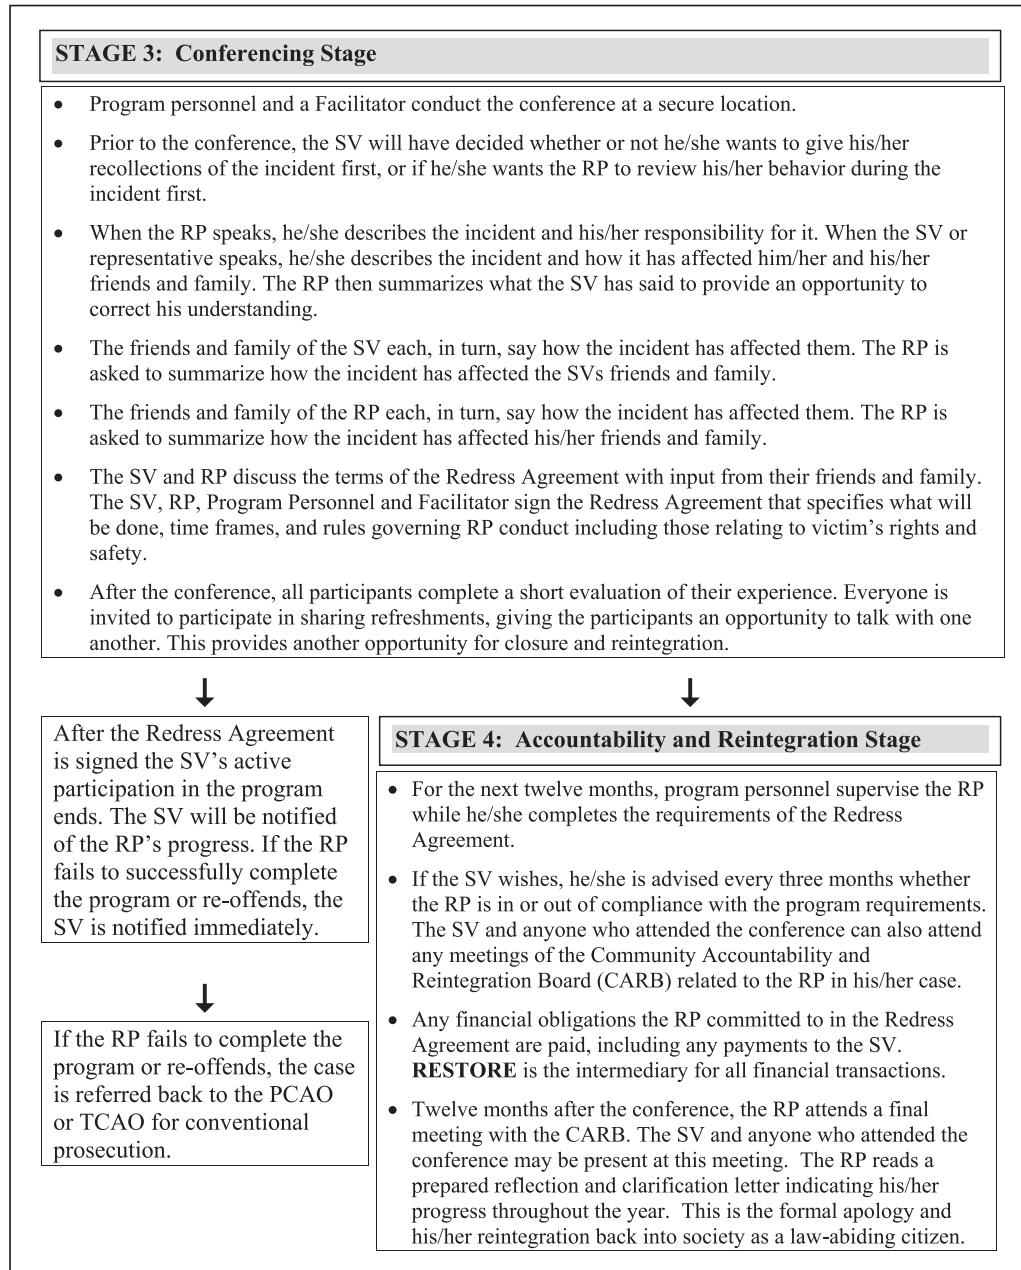 STAGE 3: Conferencing Stage
• Program personnel and a Facilitator conduct the conference at a secure location.
• Prior to the conference, the SV will have decided whether or not he/she wants to give his/her
recollections of the incident first, or if he/she wants the RP to review his/her behavior during the
incident first.
• When the RP speaks, he/she describes the incident and his/her responsibility for it. When the SV or
representative speaks, he/she describes the incident and how it has affected him/her and his/her
friends and family. The RP then summarizes what the SV has said to provide an opportunity to
correct his understanding.
• The friends and family of the SV each, in turn, say how the incident has affected them. The RP is
asked to summarize how the incident has affected the SVs friends and family.
• The friends and family of the RP each, in turn, say how the incident has affected them. The RP is
asked to summarize how the incident has affected his/her friends and family.
• The SV and RP discuss the terms of the Redress Agreement with input from their friends and family.
The SV, RP, Program Personnel and Facilitator sign the Redress Agreement that specifies what will
be done, time frames, and rules governing RP conduct including those relating to victim's rights and
safety.
• After the conference, all participants complete a short evaluation of their experience. Everyone is
invited to participate in sharing refreshments, giving the participants an opportunity to talk with one
another. This provides another opportunity for closure and reintegration.
After the Redress Agreement
is signed the SV's active
participation in the program
ends. The SV will be notified
of the RP's progress. If the RP
fails to successfully complete
the program or re-offends, the
SV is notified immediately.
If the RP fails to complete the
program or re-offends, the case
is referred back to the PCAO
or TCAO for conventional
prosecution.
STAGE 4: Accountability and Reintegration Stage
• For the next twelve months, program personnel supervise the RP
while he/she completes the requirements of the Redress
Agreement.
• If the SV wishes, he/she is advised every three months whether
the RP is in or out of compliance with the program requirements.
The SV and anyone who attended the conference can also attend
any meetings of the Community Accountability and
Reintegration Board (CARB) related to the RP in his/her case.
• Any financial obligations the RP committed to in the Redress
Agreement are paid, including any payments to the SV.
RESTORE is the intermediary for all financial transactions.
• Twelve months after the conference, the RP attends a final
meeting with the CARB. The SV and anyone who attended the
conference may be present at this meeting. The RP reads a
prepared reflection and clarification letter indicating his/her
progress throughout the year. This is the formal apology and
his/her reintegration back into society as a law-abiding citizen.